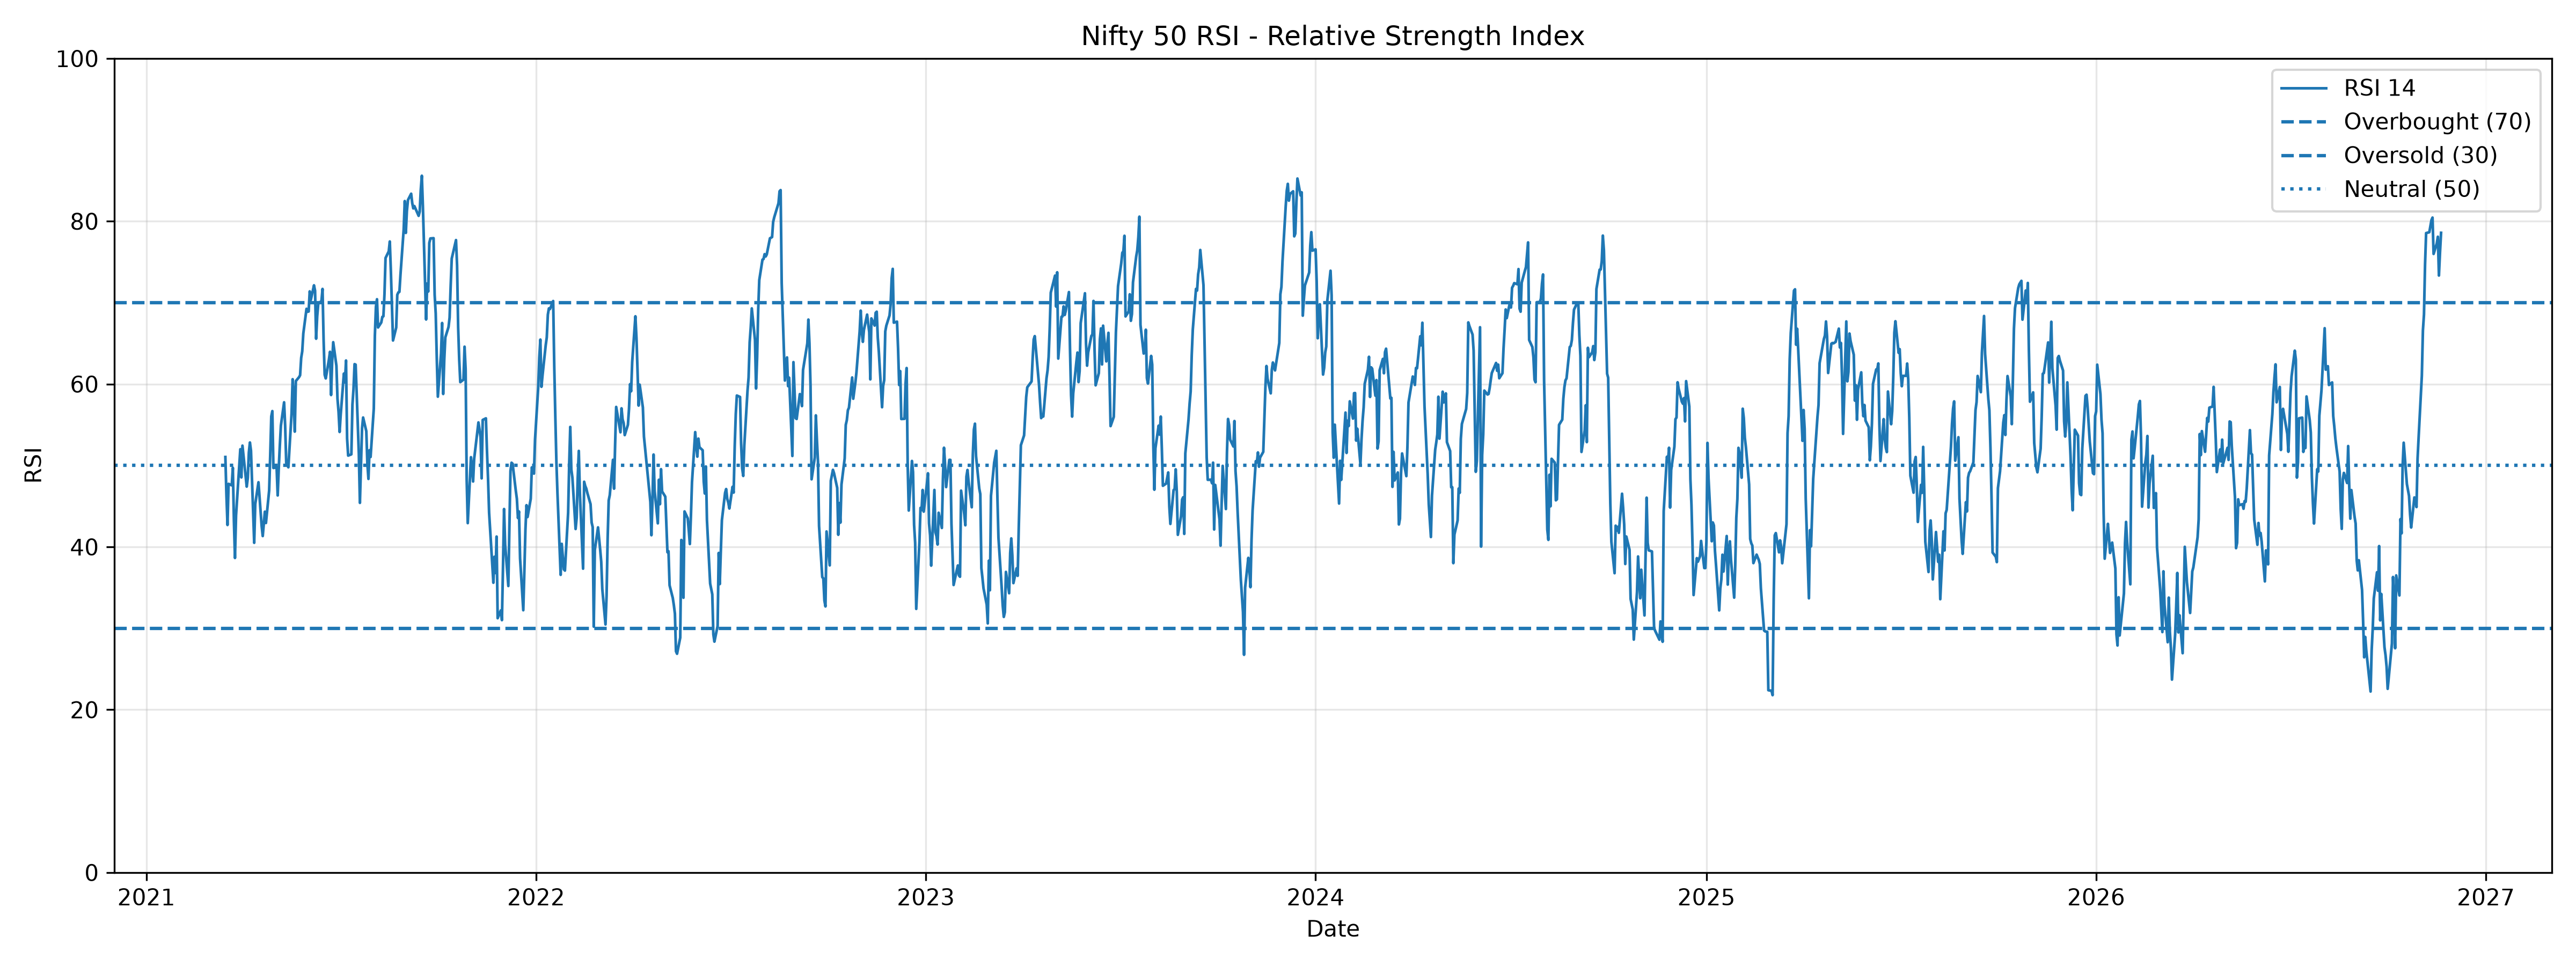 Nifty 50 RSI - Relative Strength Index
100
80
60
40
20
0
RSI
RSI 14
Overbought (70)
Oversold (30)
Neutral (50)
2021 2022 2023 2024 2025 2026 2027
Date